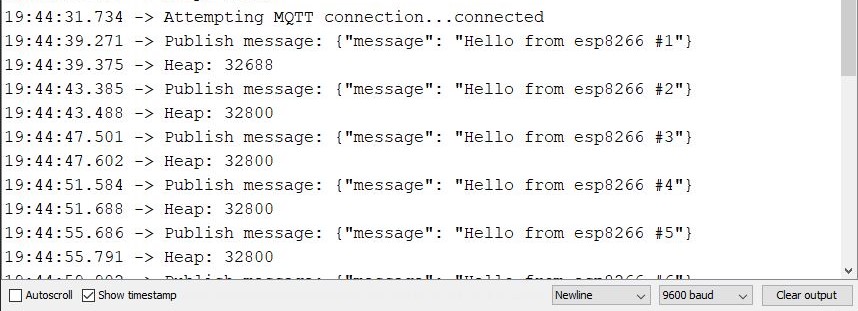 19:44:31.734 -> Attempting MQTT connection...connected
19:44:39.271 -> Publish message: {"message": "Hello from esp8266 #1"}
19:44:39.375 -> Heap: 32688
19:44:43.385 -> Publish message: {"message": "Hello from esp8266 #2"}
19:44:43.488 -> Heap: 32800
19:44:47.501 -> Publish message: {"message": "Hello from esp8266 #3"}
19:44:47.602 -> Heap: 32800
19:44:51.584 -> Publish message: {"message": "Hello from esp8266 #4"}
19:44:51.688 -> Heap: 32800
19:44:55.686 -> Publish message: {"message": "Hello from esp8266 #5"}
19:44:55.791 -> Heap: 32800
Autoscroll Show timestamp Newline 9600 baud Clear output